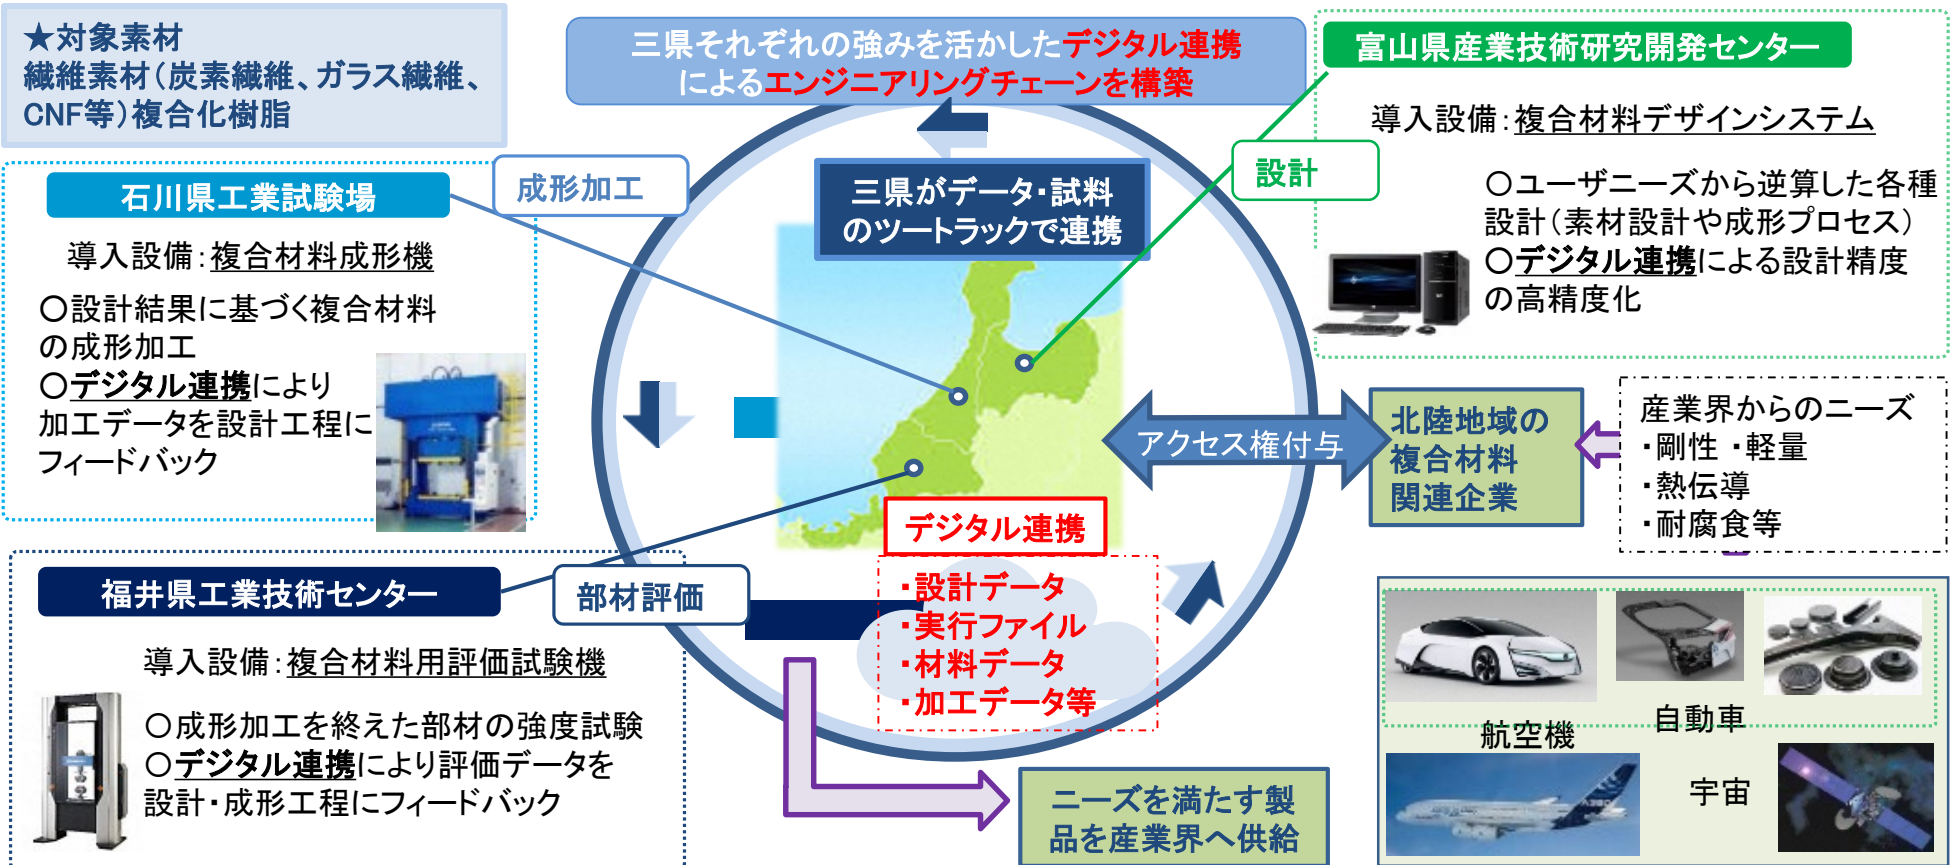 ★対象素材
繊維素材（炭素繊維、ガラス繊維、
CNF等）複合化樹脂
三県それぞれの強みを活かしたデジタル連携
によるエンジニアリングチェーンを構築
富山県産業技術研究開発センター
導入設備：複合材料デザインシステム
〇ユーザニーズから逆算した各種
設計（素材設計や成形プロセス）
〇デジタル連携による設計精度
の高精度化
設計
成形加工
三県がデータ・試料
のツートラックで連携
石川県工業試験場
導入設備：複合材料成形機
〇設計結果に基づく複合材料
の成形加工
〇デジタル連携により
加工データを設計工程に
フィードバック
アクセス権付与
北陸地域の
複合材料
関連企業
産業界からのニーズ
・剛性 ・軽量
・熱伝導
・耐腐食等
デジタル連携
・設計データ
・実行ファイル
・材料データ
・加工データ等
福井県工業技術センター
部材評価
導入設備：複合材料用評価試験機
〇成形加工を終えた部材の強度試験
〇デジタル連携により評価データを
設計・成形工程にフィードバック
ニーズを満たす製
品を産業界へ供給
自動車
航空機
宇宙
A380